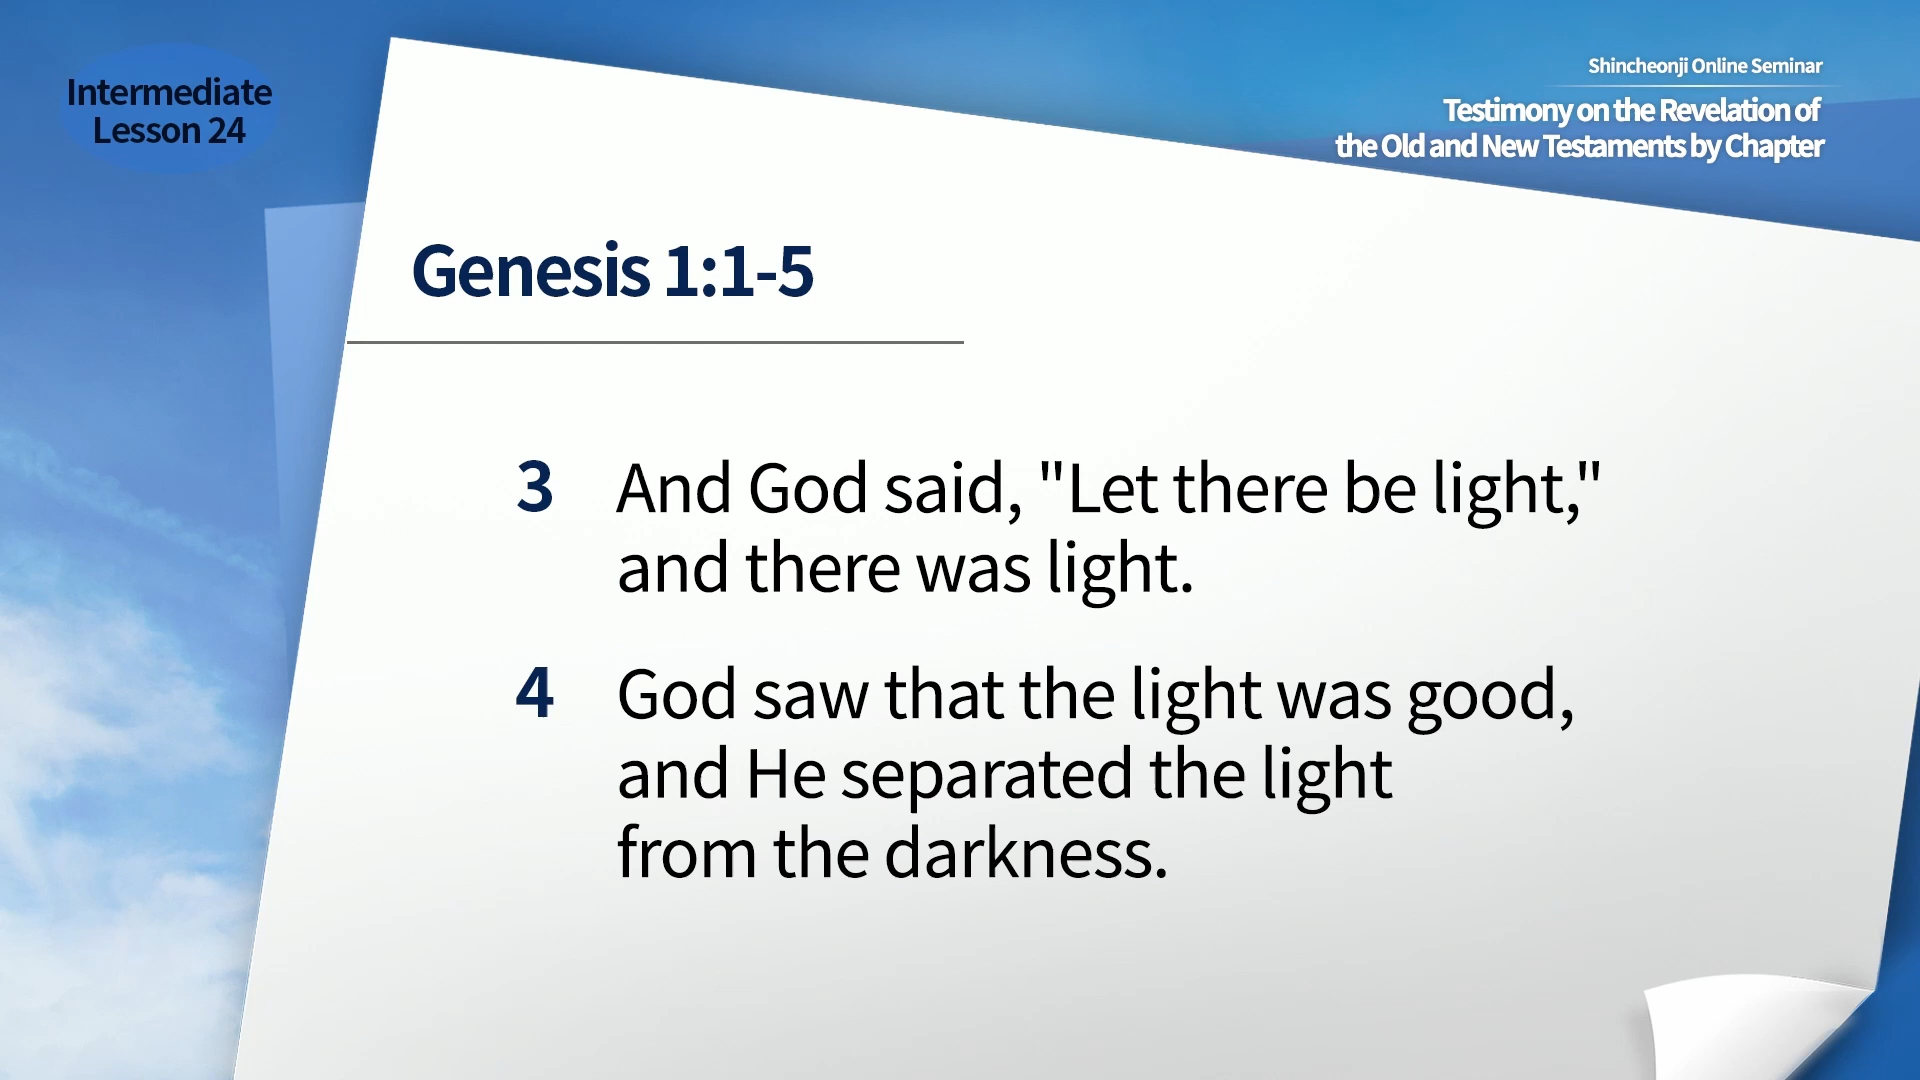 Intermediate
Lesson 24
Shincheonji Online Seminar
Testimony on the Revelation of
the Old and New Testaments by Chapter
Genesis 1:1-5
3 And God said, "Let there be light,"
and there was light.
4 God saw that the light was good,
and He separated the light
from the darkness.